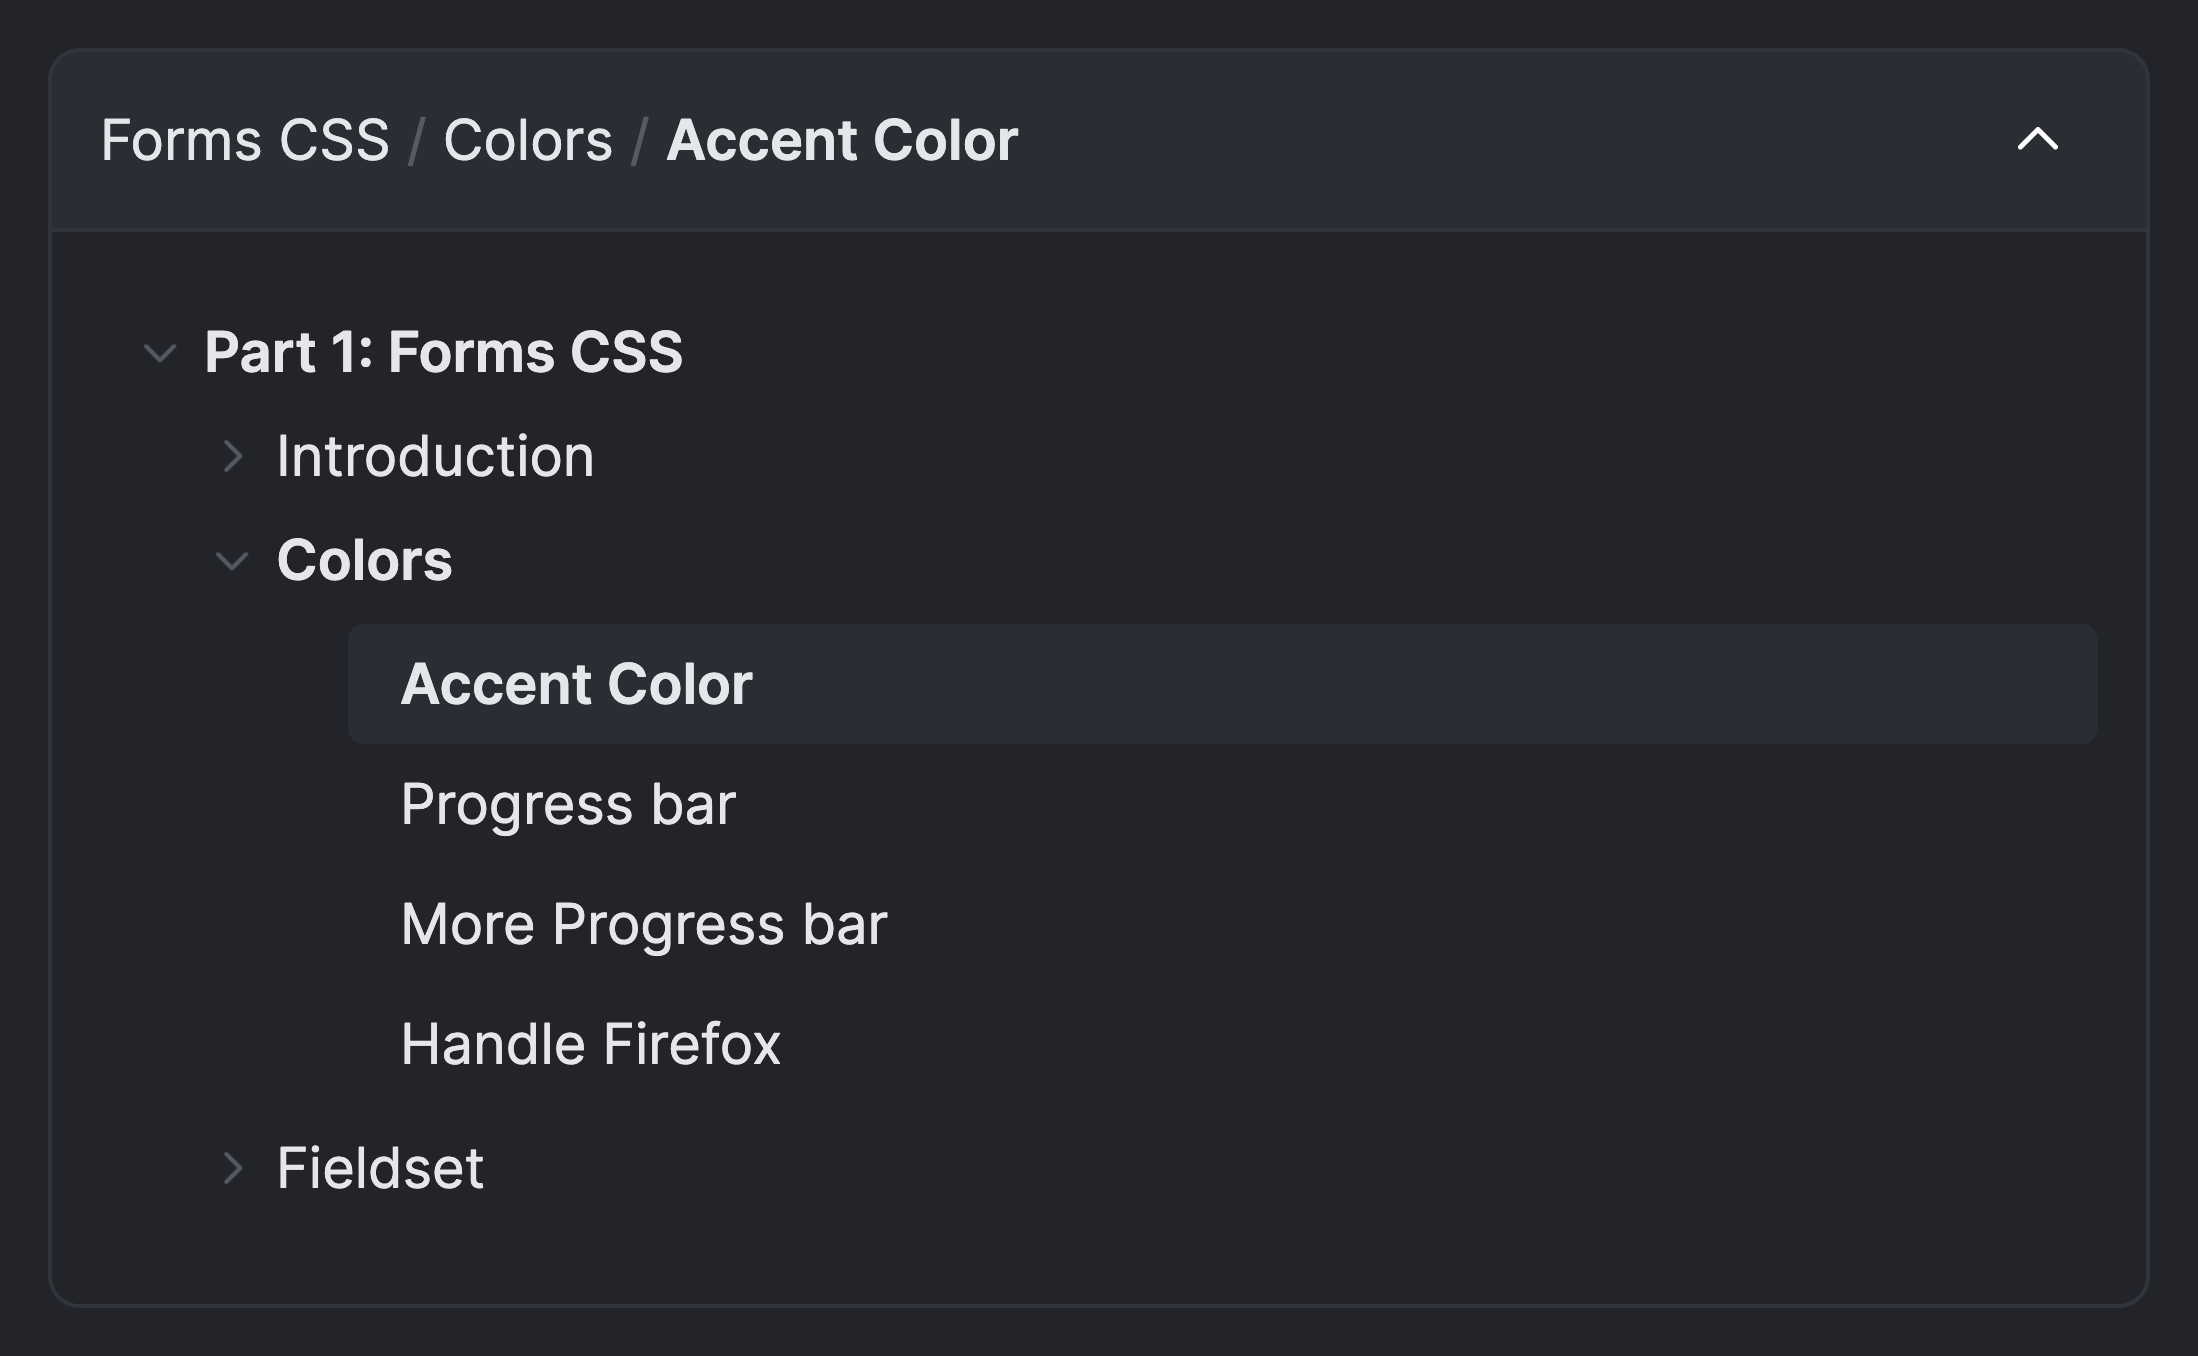 Forms CSS / Colors / Accent Color
Part 1: Forms CSS
Introduction
Colors
Accent Color
Progress bar
More Progress bar
Handle Firefox
Fieldset